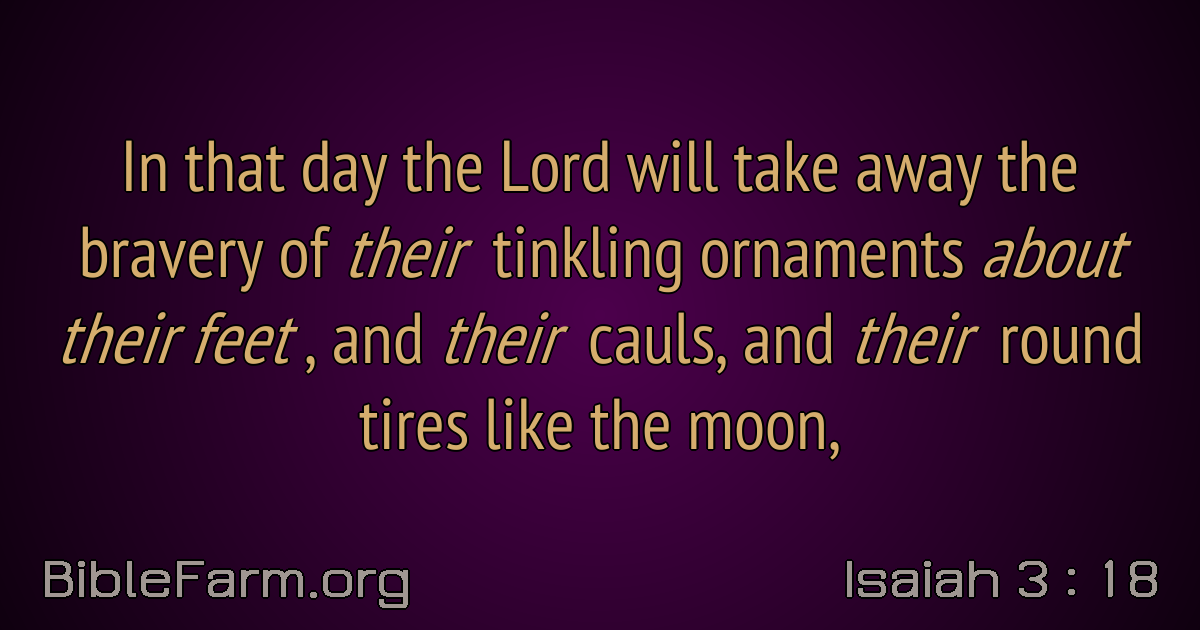 In that day the Lord will take away the
bravery of their tinkling ornaments about
their feet , and their cauls, and their round
tires like the moon,
BibleFarm.org
Isaiah 3 : 18